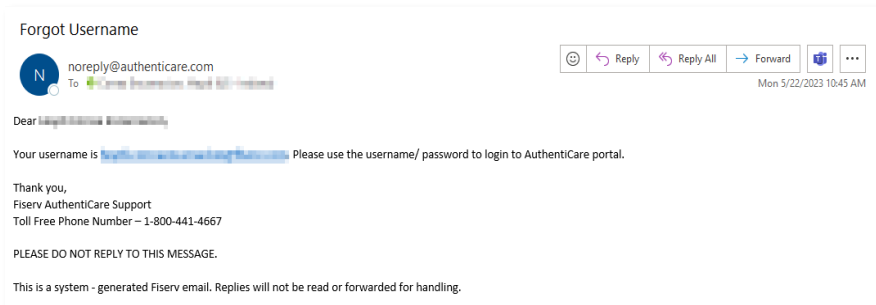 Forgot Username
N
noreply@authenticare.com
To
Reply
Reply All
Forward
Mon 5/22/2023 10:45 AM
Dear
Your username is Please use the username/ password to login to AuthentiCare portal.
Thank you,
Fiserv AuthentiCare Support
Toll Free Phone Number – 1-800-441-4667
PLEASE DO NOT REPLY TO THIS MESSAGE.
This is a system - generated Fiserv email. Replies will not be read or forwarded for handling.